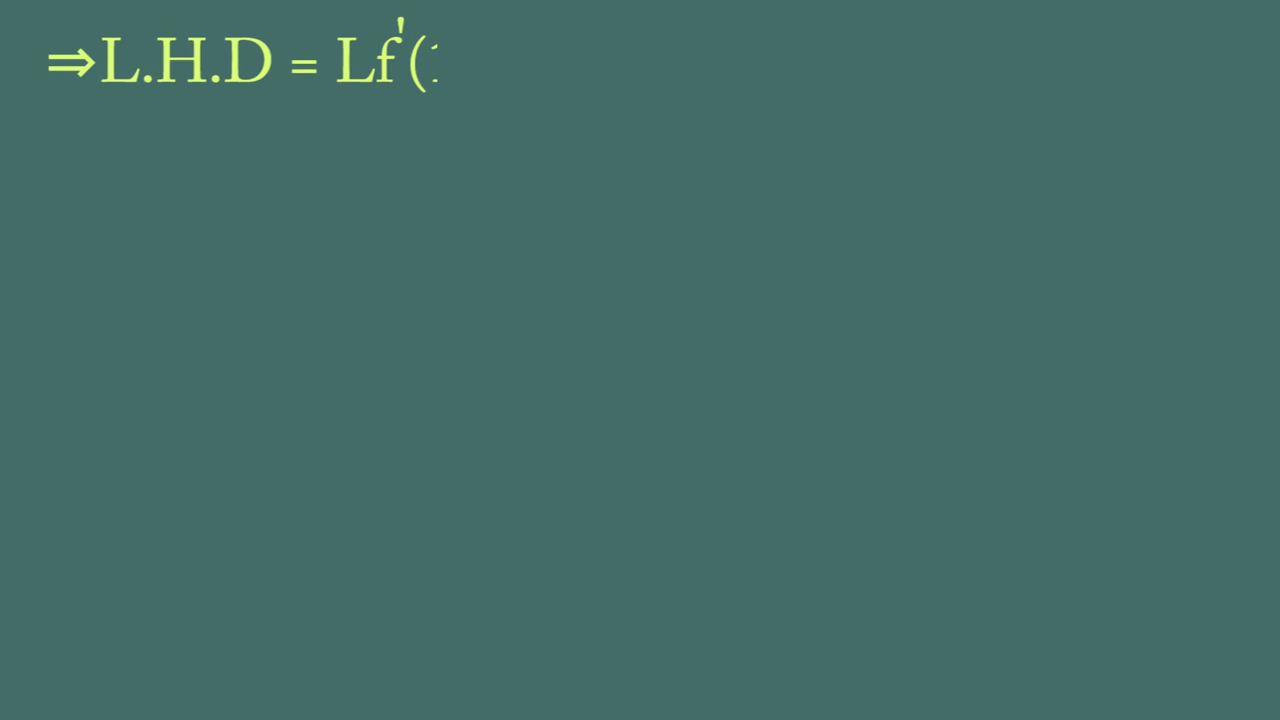 ⇒L.H.D = Lf'(